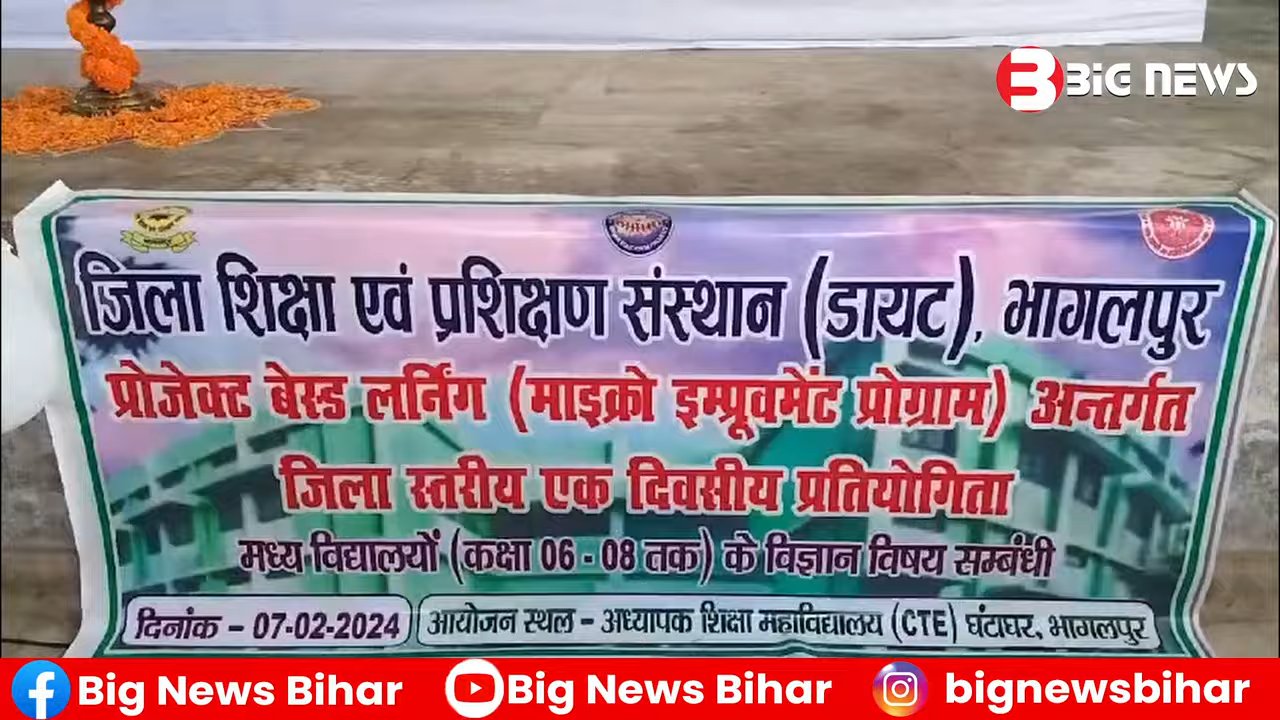 BIG NEWS
जिला शिक्षा एवं प्रशिक्षण संस्थान (डायट), भागलपुर
प्रोजेक्ट बेस्ड लर्निंग (माइक्रो इम्प्रूवमेंट प्रोग्राम) अन्तर्गत
जिला स्तरीय एक दिवसीय प्रतियोगिता
मध्य विद्यालयों (कक्षा 06 - 08 तक) के विज्ञान विषय सम्बंधी
दिनांक – 07-02-2024 आयोजन स्थल – अध्यापक शिक्षा महाविद्यालय (CTE) घंटाघर, भागलपुर
Big News Bihar Big News Bihar bignewsbihar